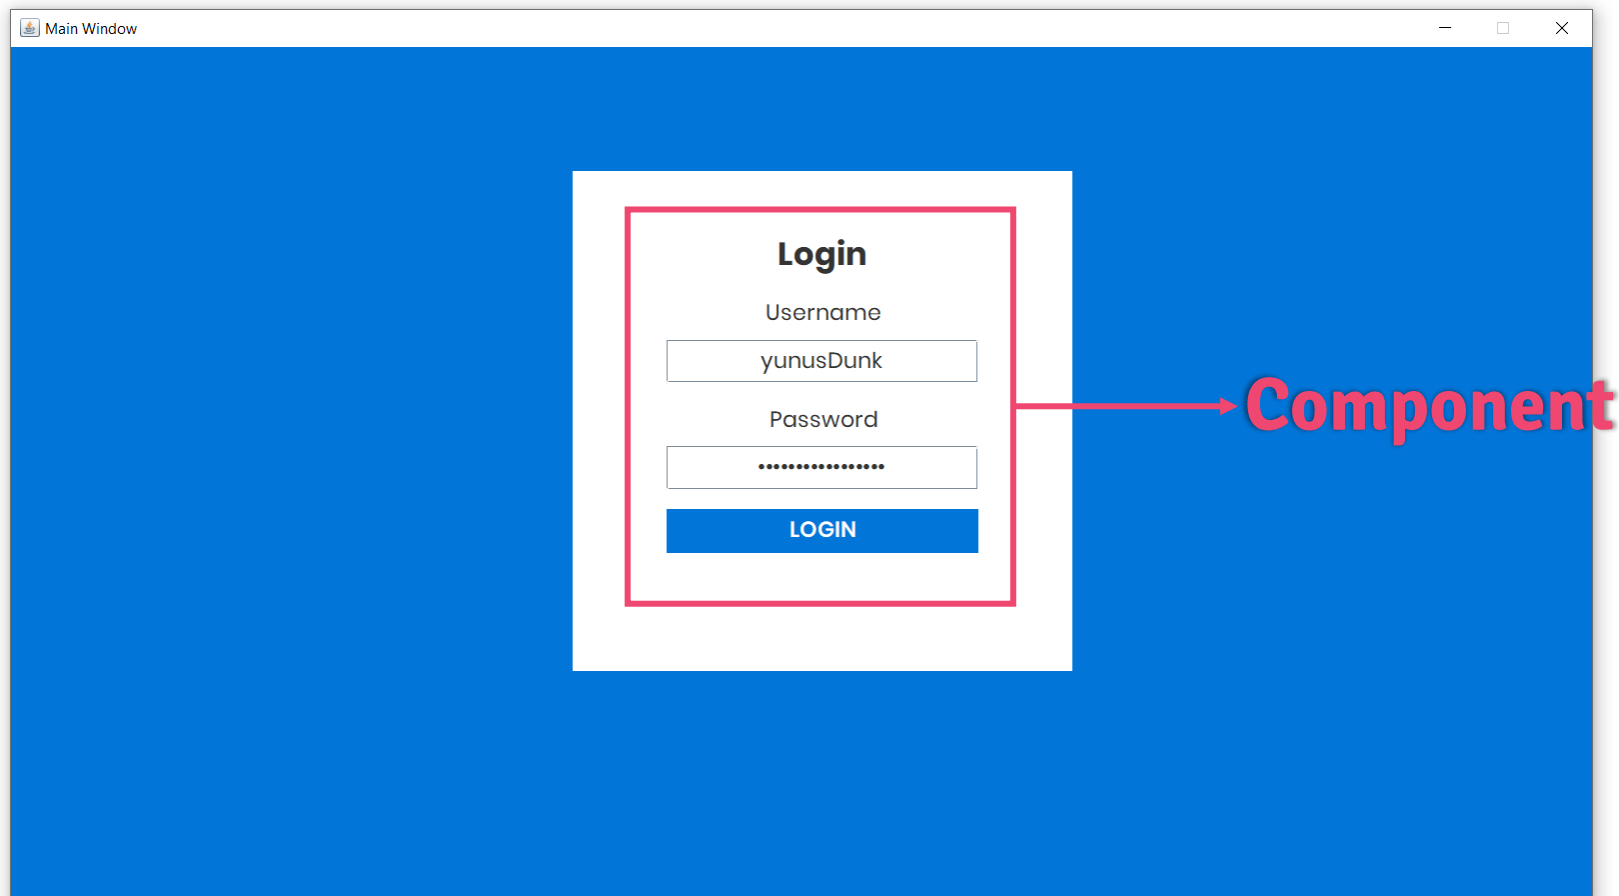 Main Window
Login
Username
yunusDunk
Password
•••••••••••••••••
LOGIN
Component